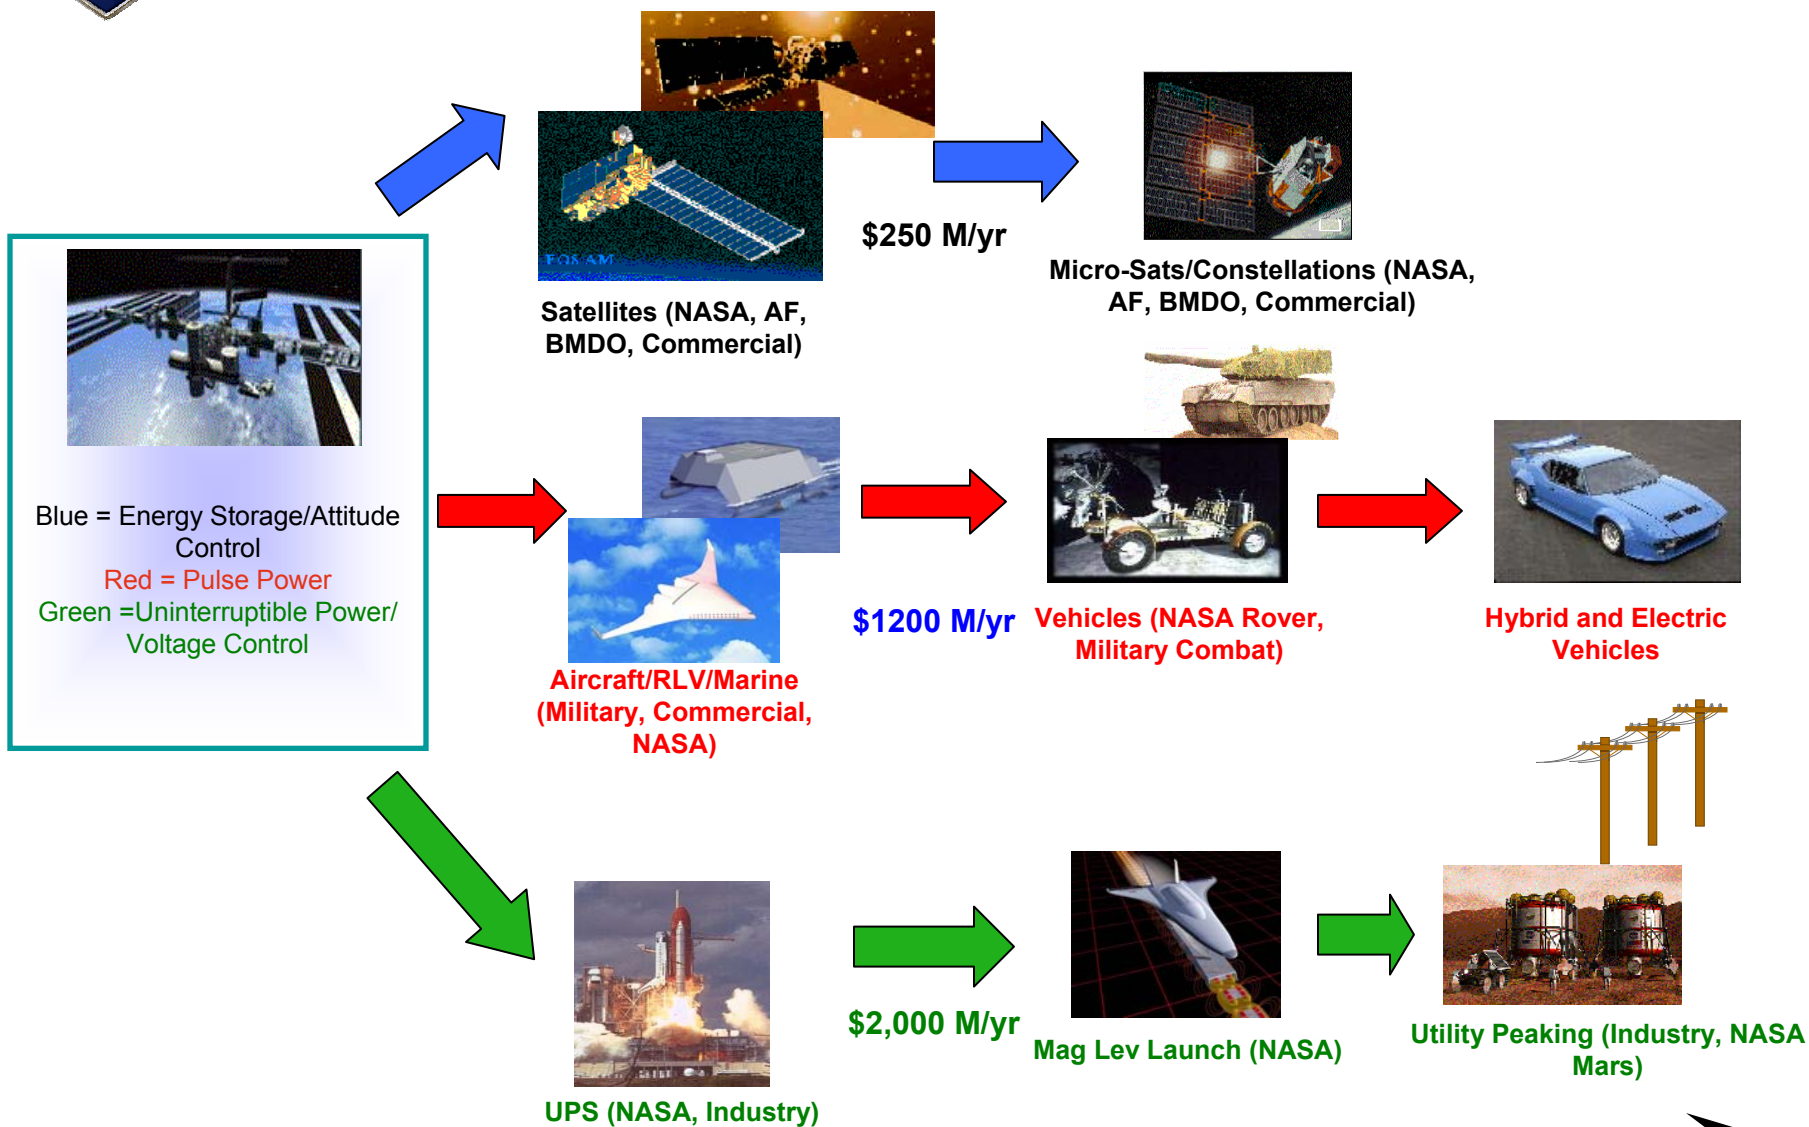 EOS AM
$250 M/yr
Satellites (NASA, AF,
BMDO, Commercial)
Micro-Sats/Constellations (NASA,
AF, BMDO, Commercial)
Blue = Energy Storage/Attitude
Control
Red = Pulse Power
Green =Uninterruptible Power/
Voltage Control
$1200 M/yr
Aircraft/RLV/Marine
(Military, Commercial,
NASA)
Vehicles (NASA Rover,
Military Combat)
Hybrid and Electric
Vehicles
$2,000 M/yr
UPS (NASA, Industry)
Mag Lev Launch (NASA)
Utility Peaking (Industry, NASA
Mars)